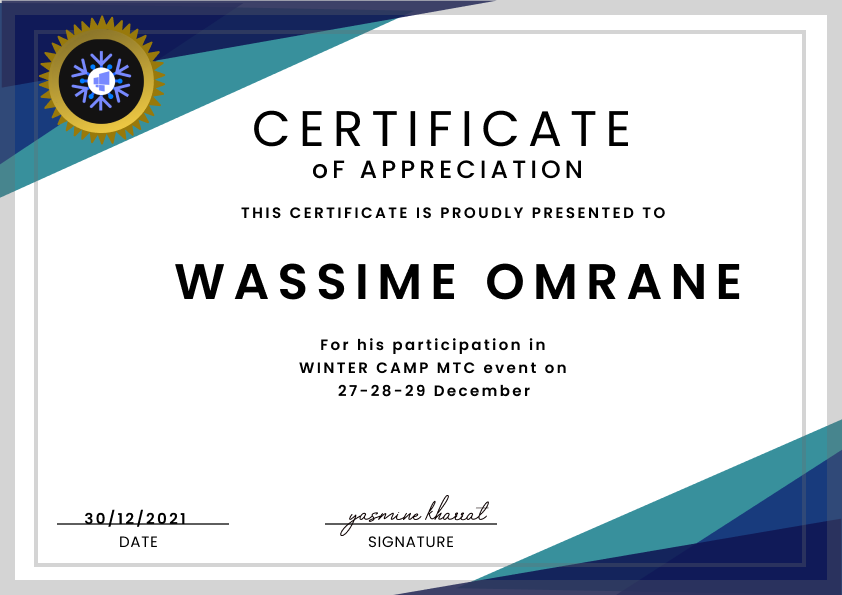 CERTIFICATE
oF APPRECIATION
THIS CERTIFICATE IS PROUDLY PRESENTED TO
WASSIME OMRANE
For his participation in
WINTER CAMP MTC event on
27-28-29 December
30/12/2021
DATE
yasmine kharrat
SIGNATURE